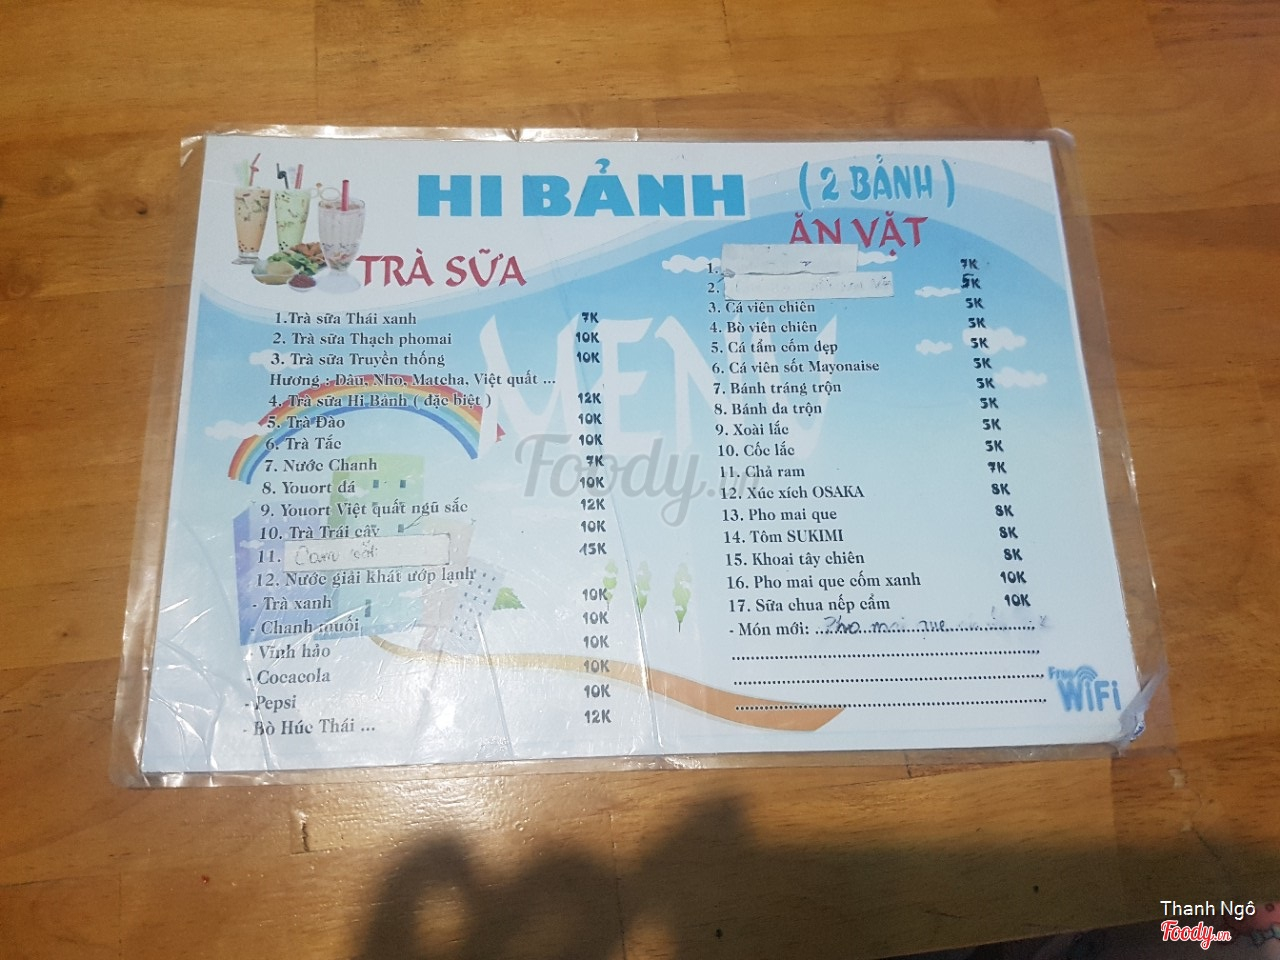 HI BẢNH ( 2 BẢNH )
TRÀ SỮA
1.Trà sữa Thái xanh 7K
2. Trà sữa Thạch phomai 10K
3. Trà sữa Truyền thống 10K
Hương : Dâu, Nho, Matcha, Việt quất ...
4. Trà sữa Hi Bảnh ( đặc biệt ) 12K
5. Trà Đào 10K
6. Trà Tắc 10K
7. Nước Chanh 7K
8. Youort đá 10K
9. Youort Việt quất ngũ sắc 12K
10. Trà Trái cây 10K
11. Cam 15K
12. Nước giải khát ướp lạnh
- Trà xanh 10K
- Chanh muối 10K
- Vĩnh hảo 10K
- Cocacola 10K
- Pepsi 10K
- Bò Húc Thái ... 12K
ĂN VẶT
1. 7K
2. 5K
3. Cá viên chiên 5K
4. Bò viên chiên 5K
5. Cá tẩm cốm dẹp 5K
6. Cá viên sốt Mayonaise 5K
7. Bánh tráng trộn 5K
8. Bánh da trộn 5K
9. Xoài lắc 5K
10. Cốc lắc 5K
11. Chả ram 7K
12. Xúc xích OSAKA 8K
13. Pho mai que 8K
14. Tôm SUKIMI 8K
15. Khoai tây chiên 8K
16. Pho mai que cốm xanh 10K
17. Sữa chua nếp cẩm 10K
- Món mới: Pho mai que
MENU
Free WiFi
Foody.vn
Thanh Ngô
Foody.vn